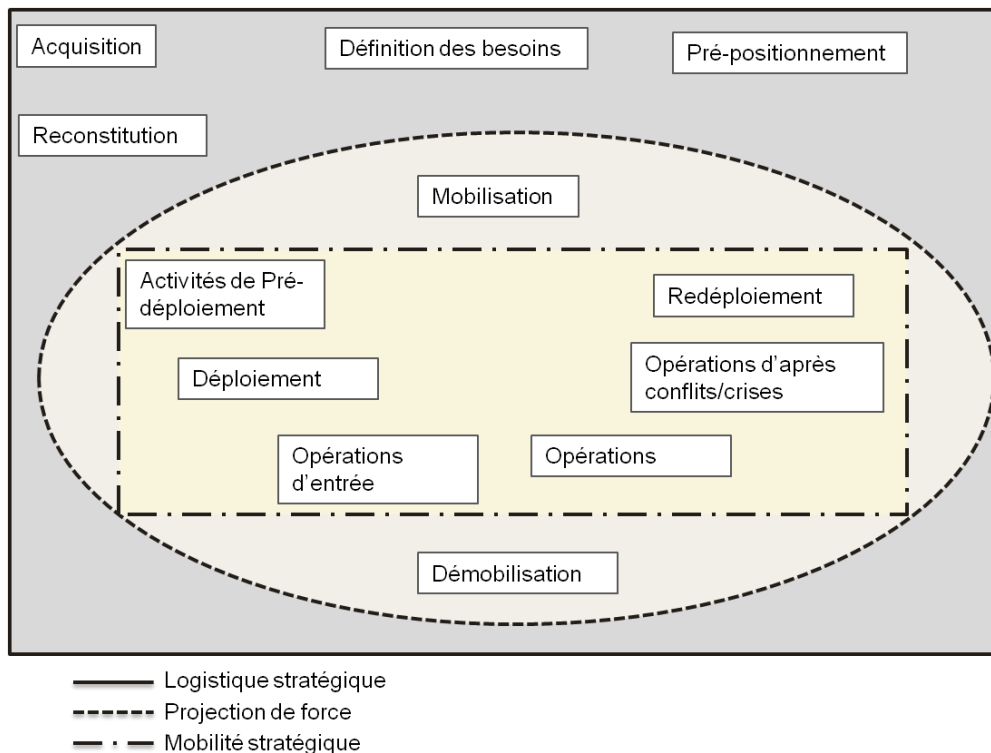 Acquisition
Définition des besoins
Pré-positionnement
Reconstitution
Mobilisation
Activités de Pré-
déploiement
Redéploiement
Déploiement
Opérations d’après
conflits/crises
Opérations
d’entrée
Opérations
Démobilisation
Logistique stratégique
Projection de force
Mobilité stratégique